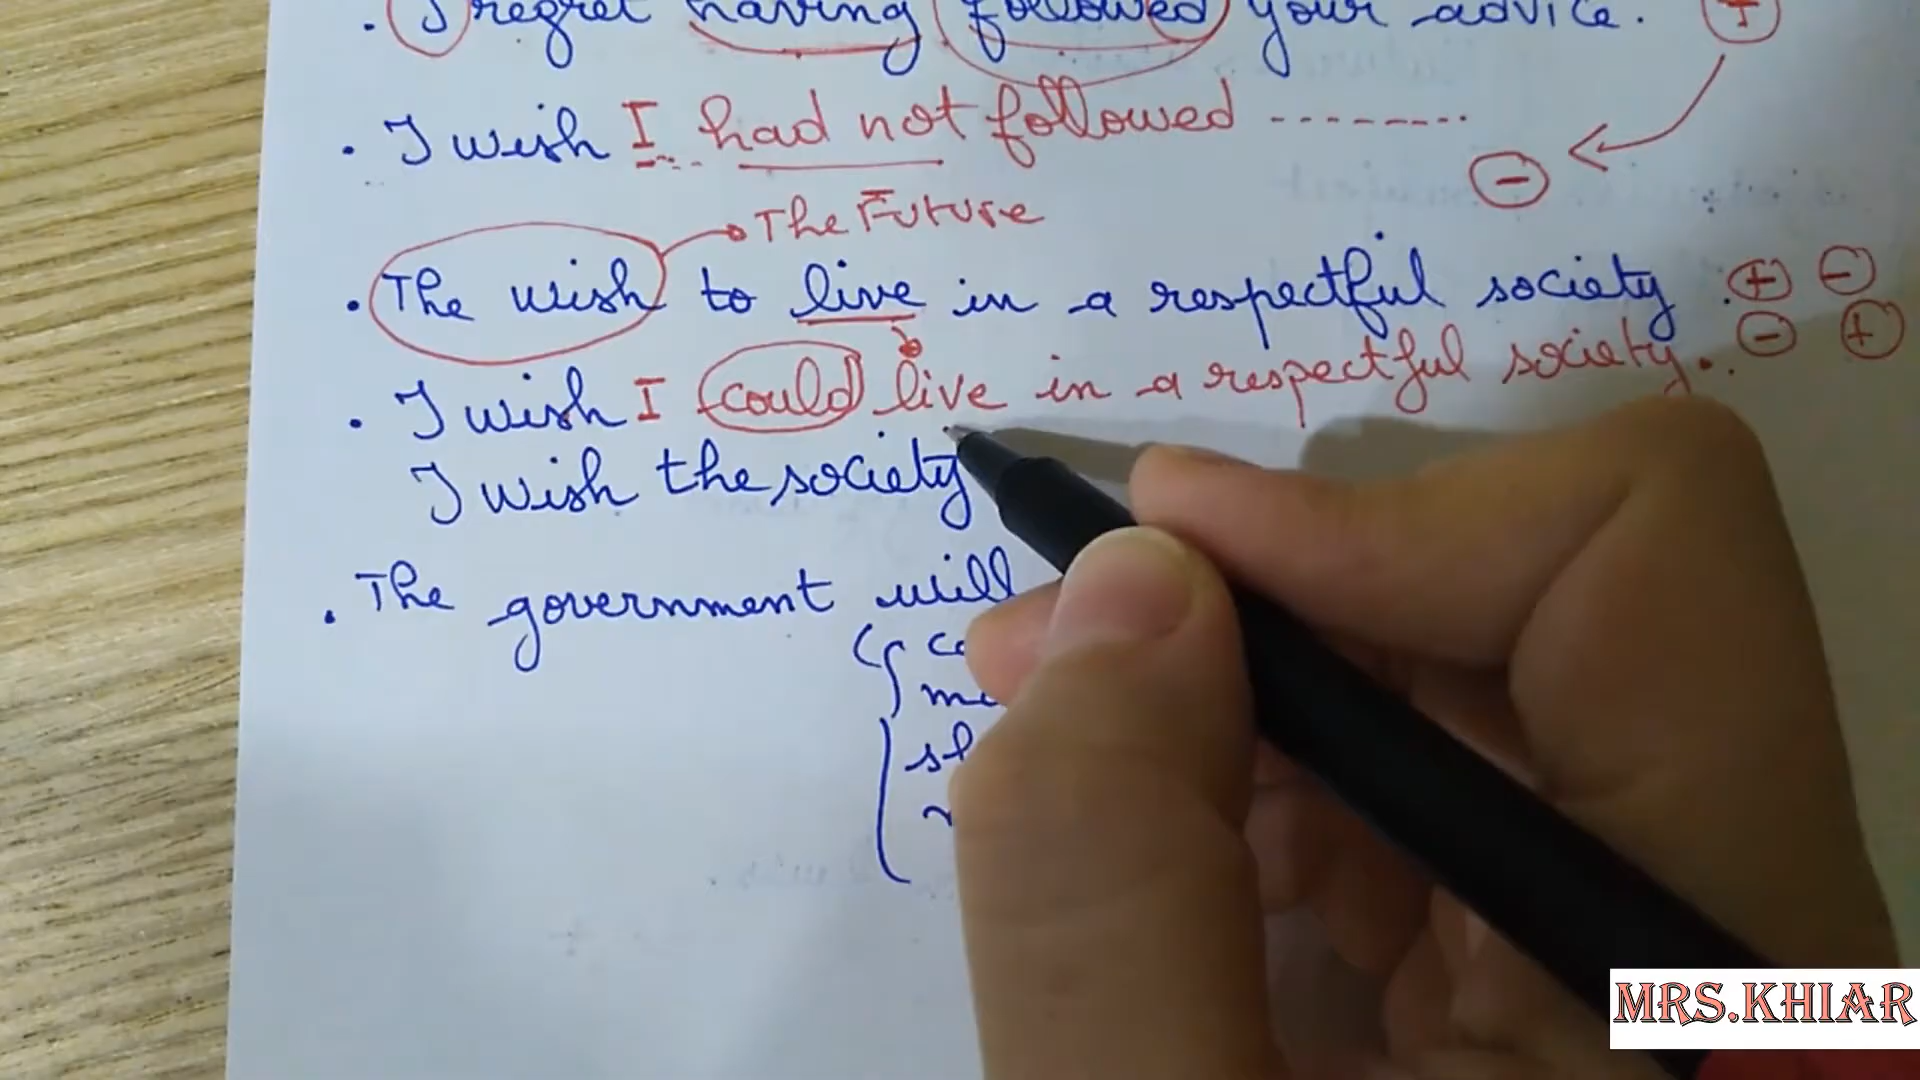 . I regret having followed your advice. +
. I wish I had not followed --------
-
The Future
. The wish to live in a respectful society. + -
. I wish I could live in a respectful society. - +
I wish the society
. The government will
MRS.KHIAR